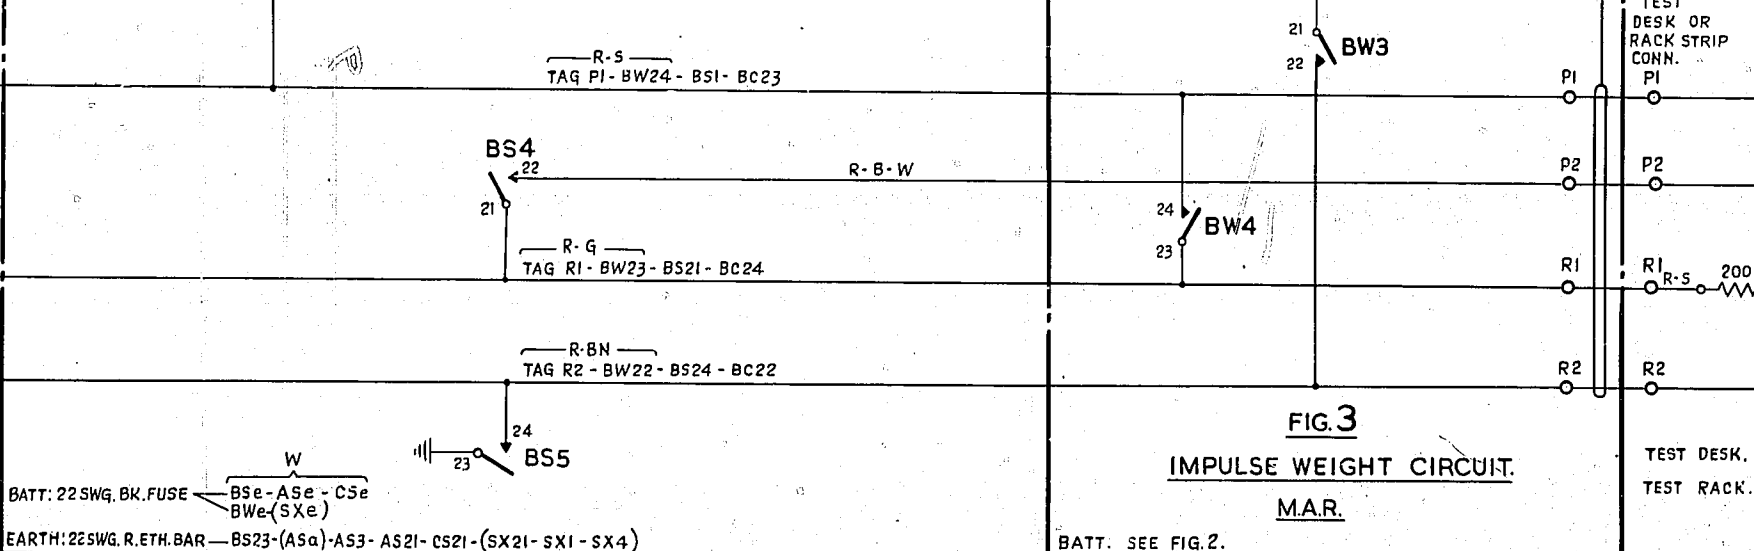 TEST
DESK OR
RACK STRIP
CONN.
21
BW3
22
R-S
TAG P1 - BW24 - BS1 - BC23
P1
P1
BS4
22
21
R-B-W
P2
P2
24
BW4
23
R-G
TAG R1 - BW23 - BS21 - BC24
R1
R1
R-S
200
R-BN
TAG R2 - BW22 - BS24 - BC22
R2
R2
24
23
BS5
FIG. 3
IMPULSE WEIGHT CIRCUIT.
M.A.R.
TEST DESK.
TEST RACK.
W
BATT: 22 SWG. BK. FUSE
BSe - ASe - CSe
BWe-(SXe)
EARTH: 22 SWG. R. ETH. BAR — BS23-(ASa)-AS3- AS21- CS21-(SX21- SX1 - SX4)
BATT. SEE FIG. 2.